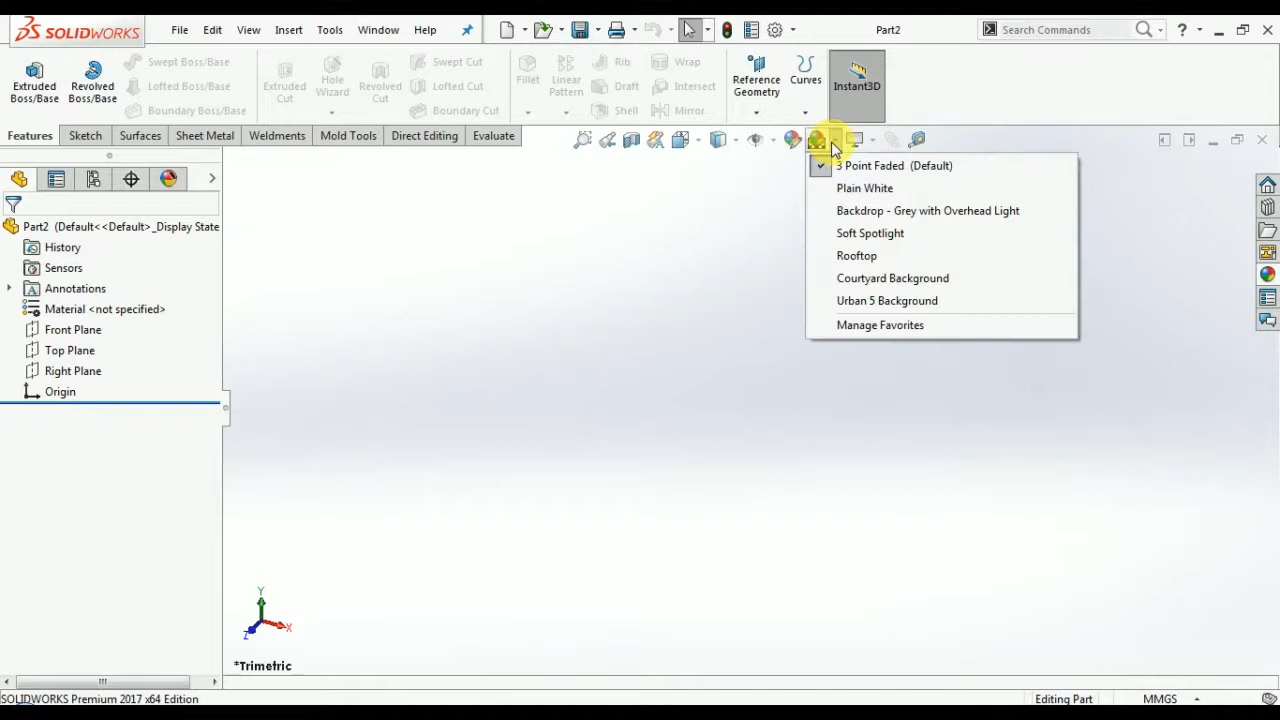 SOLIDWORKS File Edit View Insert Tools Window Help Part2 Search Commands ?
Extruded Boss/Base
Revolved Boss/Base
Swept Boss/Base
Lofted Boss/Base
Boundary Boss/Base
Extruded Cut
Hole Wizard
Revolved Cut
Swept Cut
Lofted Cut
Boundary Cut
Fillet
Linear Pattern
Rib
Draft
Shell
Wrap
Intersect
Mirror
Reference Geometry
Curves
Instant3D
Features Sketch Surfaces Sheet Metal Weldments Mold Tools Direct Editing Evaluate
3 Point Faded (Default)
Plain White
Backdrop - Grey with Overhead Light
Soft Spotlight
Rooftop
Courtyard Background
Urban 5 Background
Manage Favorites
Part2 (Default<<Default>_Display State
History
Sensors
Annotations
Material <not specified>
Front Plane
Top Plane
Right Plane
Origin
Y
X
Z
*Trimetric
SOLIDWORKS Premium 2017 x64 Edition Editing Part MMGS